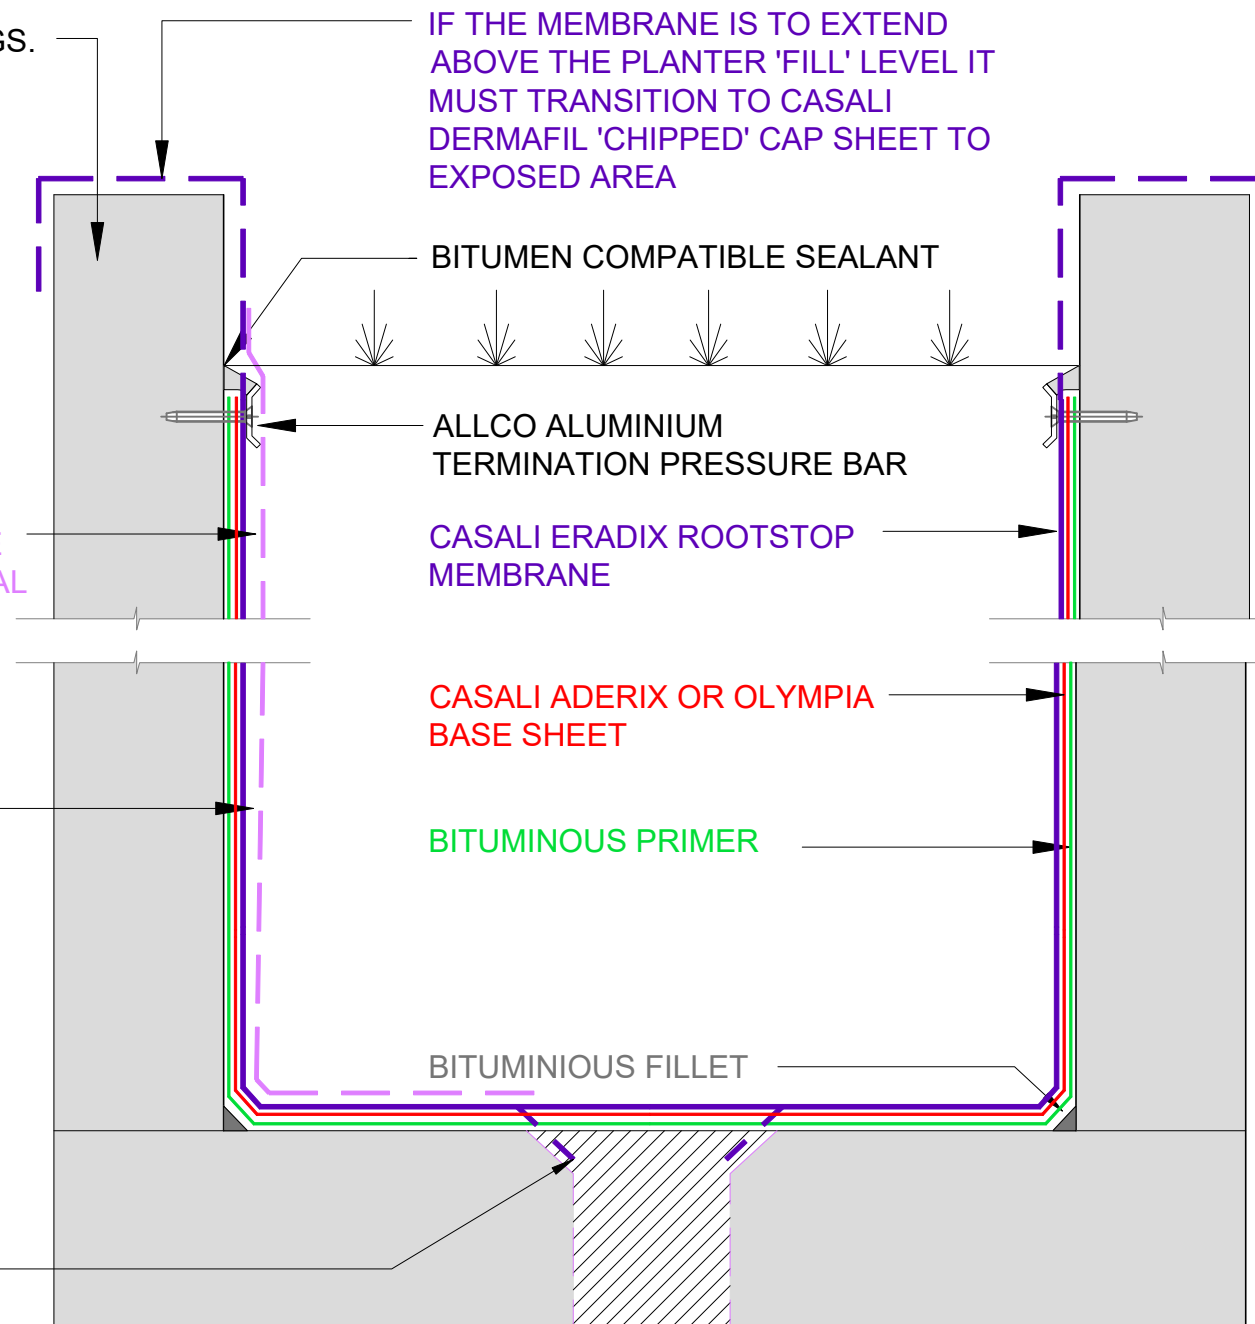 GS.
IF THE MEMBRANE IS TO EXTEND
ABOVE THE PLANTER 'FILL' LEVEL IT
MUST TRANSITION TO CASALI
DERMAFIL 'CHIPPED' CAP SHEET TO
EXPOSED AREA
BITUMEN COMPATIBLE SEALANT
ALLCO ALUMINIUM
TERMINATION PRESSURE BAR
CASALI ERADIX ROOTSTOP
MEMBRANE
AL
CASALI ADERIX OR OLYMPIA
BASE SHEET
BITUMINOUS PRIMER
BITUMINIOUS FILLET